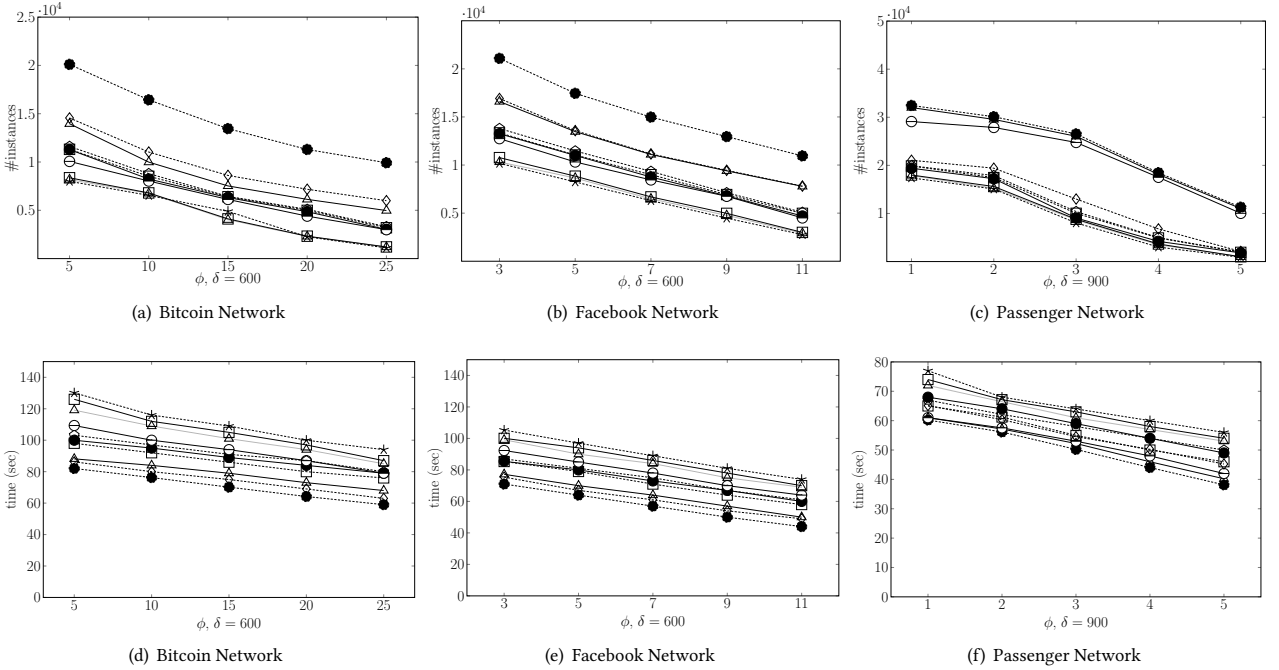 ·10⁴
2.5
2
1.5
1
0.5
#instances
5 10 15 20 25
ϕ, δ = 600
(a) Bitcoin Network
·10⁴
2
1.5
1
0.5
#instances
3 5 7 9 11
ϕ, δ = 600
(b) Facebook Network
·10⁴
5
4
3
2
1
#instances
1 2 3 4 5
ϕ, δ = 900
(c) Passenger Network
140
120
100
80
60
40
20
0
time (sec)
5 10 15 20 25
ϕ, δ = 600
(d) Bitcoin Network
140
120
100
80
60
40
20
0
time (sec)
3 5 7 9 11
ϕ, δ = 600
(e) Facebook Network
80
70
60
50
40
30
20
10
0
time (sec)
1 2 3 4 5
ϕ, δ = 900
(f) Passenger Network